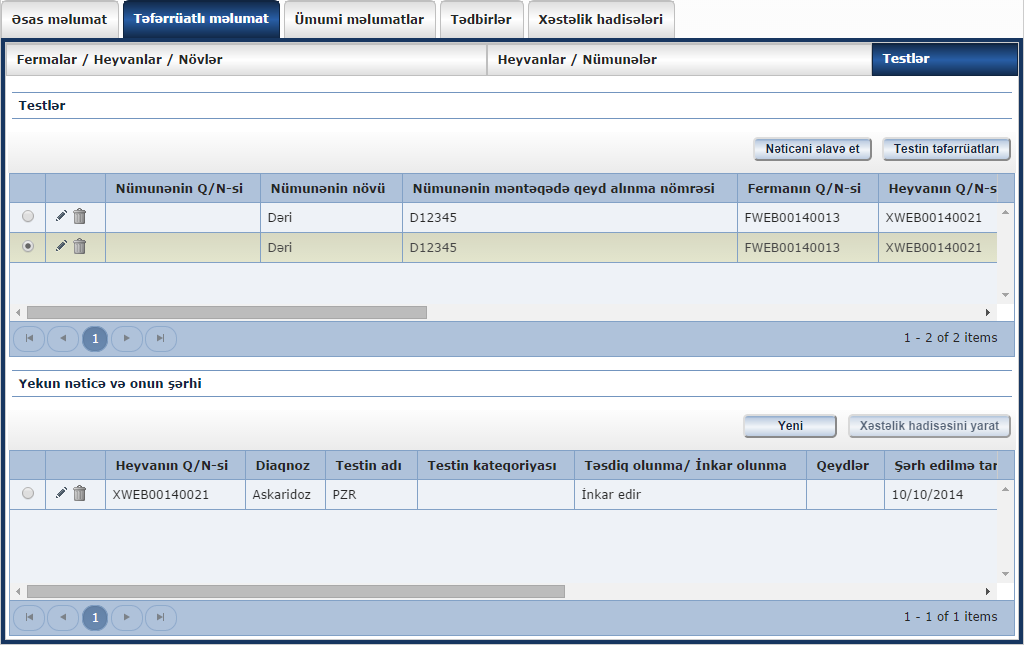 Əsas məlumat Təfərrüatlı məlumat Ümumi məlumatlar Tədbirlər Xəstəlik hadisələri
Fermalar / Heyvanlar / Növlər Heyvanlar / Nümunələr Testlər
Testlər
Nəticəni əlavə et Testin təfərrüatları
Nümunənin Q/N-si Nümunənin növü Nümunənin məntəqədə qeyd alınma nömrəsi Fermanın Q/N-si Heyvanın Q/N-s
Dəri D12345 FWEB00140013 XWEB00140021
Dəri D12345 FWEB00140013 XWEB00140021
1 1 - 2 of 2 items
Yekun nəticə və onun şərhi
Yeni Xəstəlik hadisəsini yarat
Heyvanın Q/N-si Diaqnoz Testin adı Testin kateqoriyası Təsdiq olunma/ İnkar olunma Qeydlər Şərh edilmə tar
XWEB00140021 Askaridoz PZR İnkar edir 10/10/2014
1 1 - 1 of 1 items